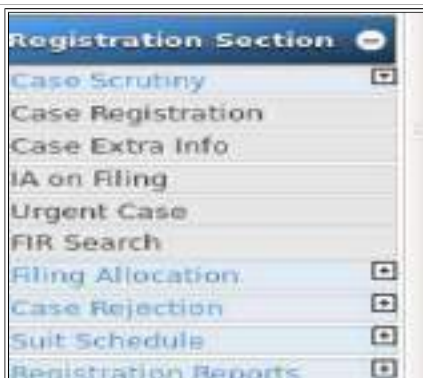 Registration Section
Case Scrutiny
Case Registration
Case Extra Info
IA on Filing
Urgent Case
FIR Search
Filing Allocation
Case Rejection
Suit Schedule
Registration Reports